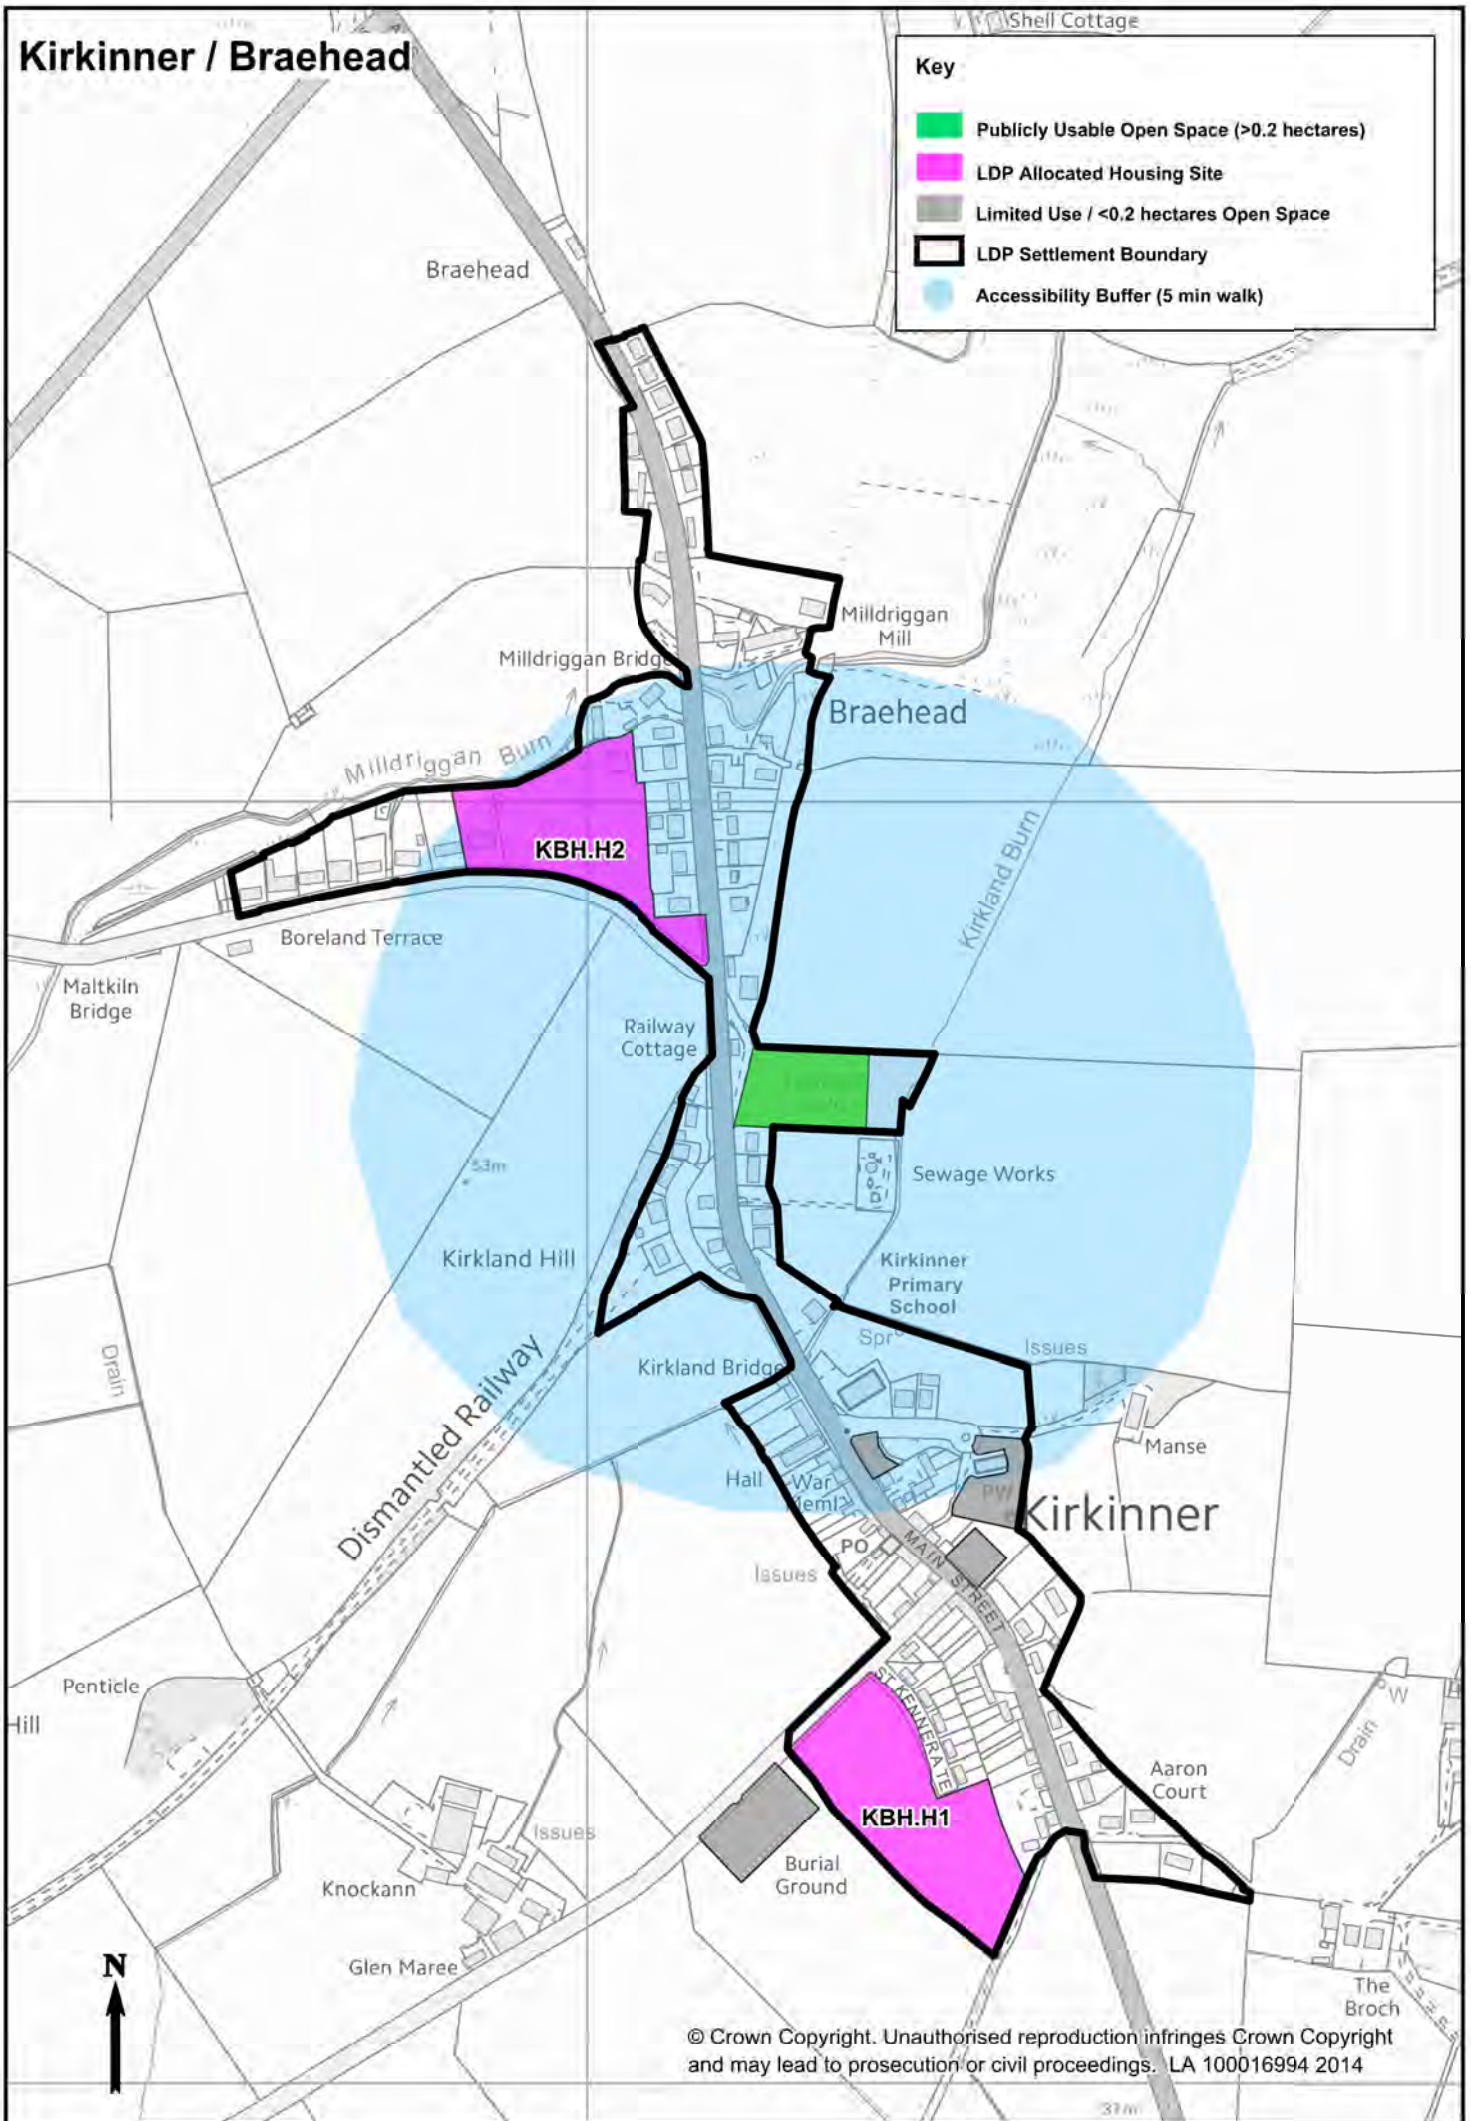 Kirkinner / Braehead
Shell Cottage
Key
Publicly Usable Open Space (>0.2 hectares)
LDP Allocated Housing Site
Limited Use / <0.2 hectares Open Space
LDP Settlement Boundary
Accessibility Buffer (5 min walk)
Braehead
Milldriggan
Mill
Milldriggan Bridge
Braehead
Milldriggan Burn
KBH.H2
Kirkland Burn
Boreland Terrace
Maltkiln
Bridge
Railway
Cottage
53m
Sewage Works
Kirkland Hill
Kirkinner
Primary
School
Spr
Issues
Drain
Kirkland Bridge
Dismantled Railway
Manse
Hall
War
Meml
PW
Kirkinner
PO
MAIN STREET
Issues
Penticle
Hill
ST KENNERA TE
W
Drain
Aaron
Court
KBH.H1
Issues
Burial
Ground
Knockann
Glen Maree
N
The
Broch
© Crown Copyright. Unauthorised reproduction infringes Crown Copyright
and may lead to prosecution or civil proceedings. LA 100016994 2014
37m